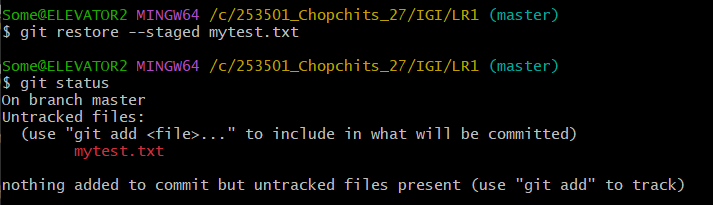 Some@ELEVATOR2 MINGW64 /c/253501_Chopchits_27/IGI/LR1 (master)
$ git restore --staged mytest.txt
Some@ELEVATOR2 MINGW64 /c/253501_Chopchits_27/IGI/LR1 (master)
$ git status
On branch master
Untracked files:
  (use "git add <file>..." to include in what will be committed)
        mytest.txt
nothing added to commit but untracked files present (use "git add" to track)